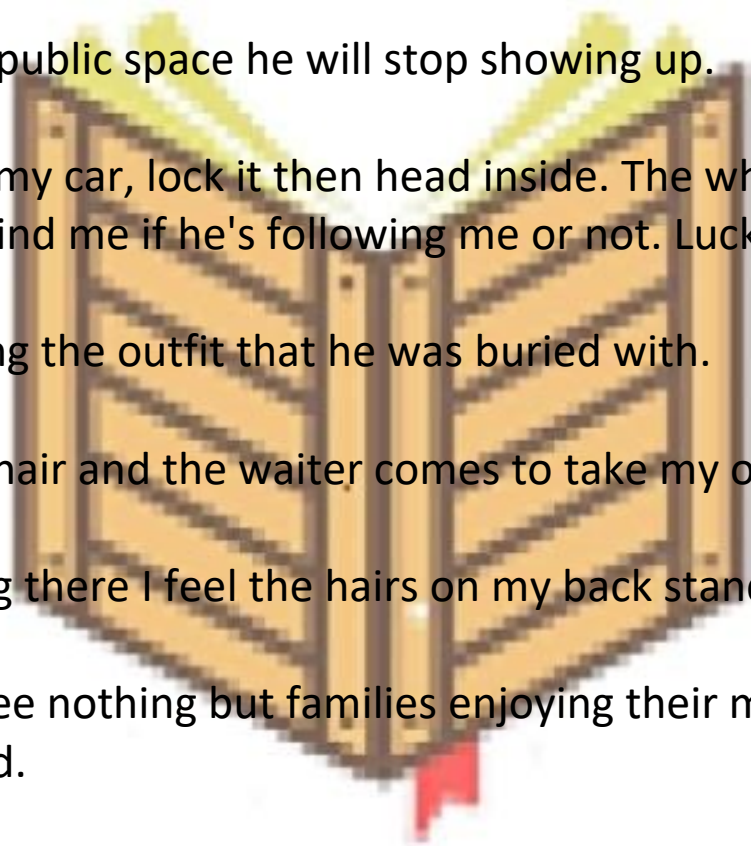 public space he will stop showing up.
my car, lock it then head inside. The wh
ind me if he's following me or not. Luck
ng the outfit that he was buried with.
hair and the waiter comes to take my o
g there I feel the hairs on my back stand
ee nothing but families enjoying their m
d.